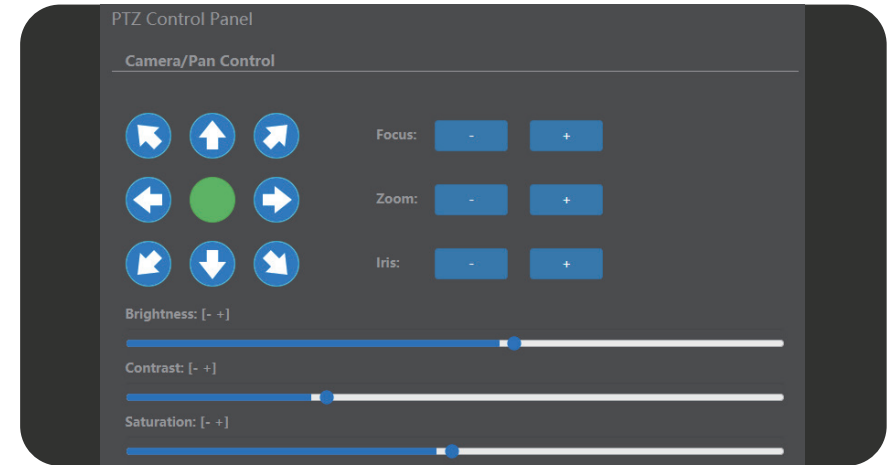 PTZ Control Panel
Camera/Pan Control
Focus: - +
Zoom: - +
Iris: - +
Brightness: [- +]
Contrast: [- +]
Saturation: [- +]